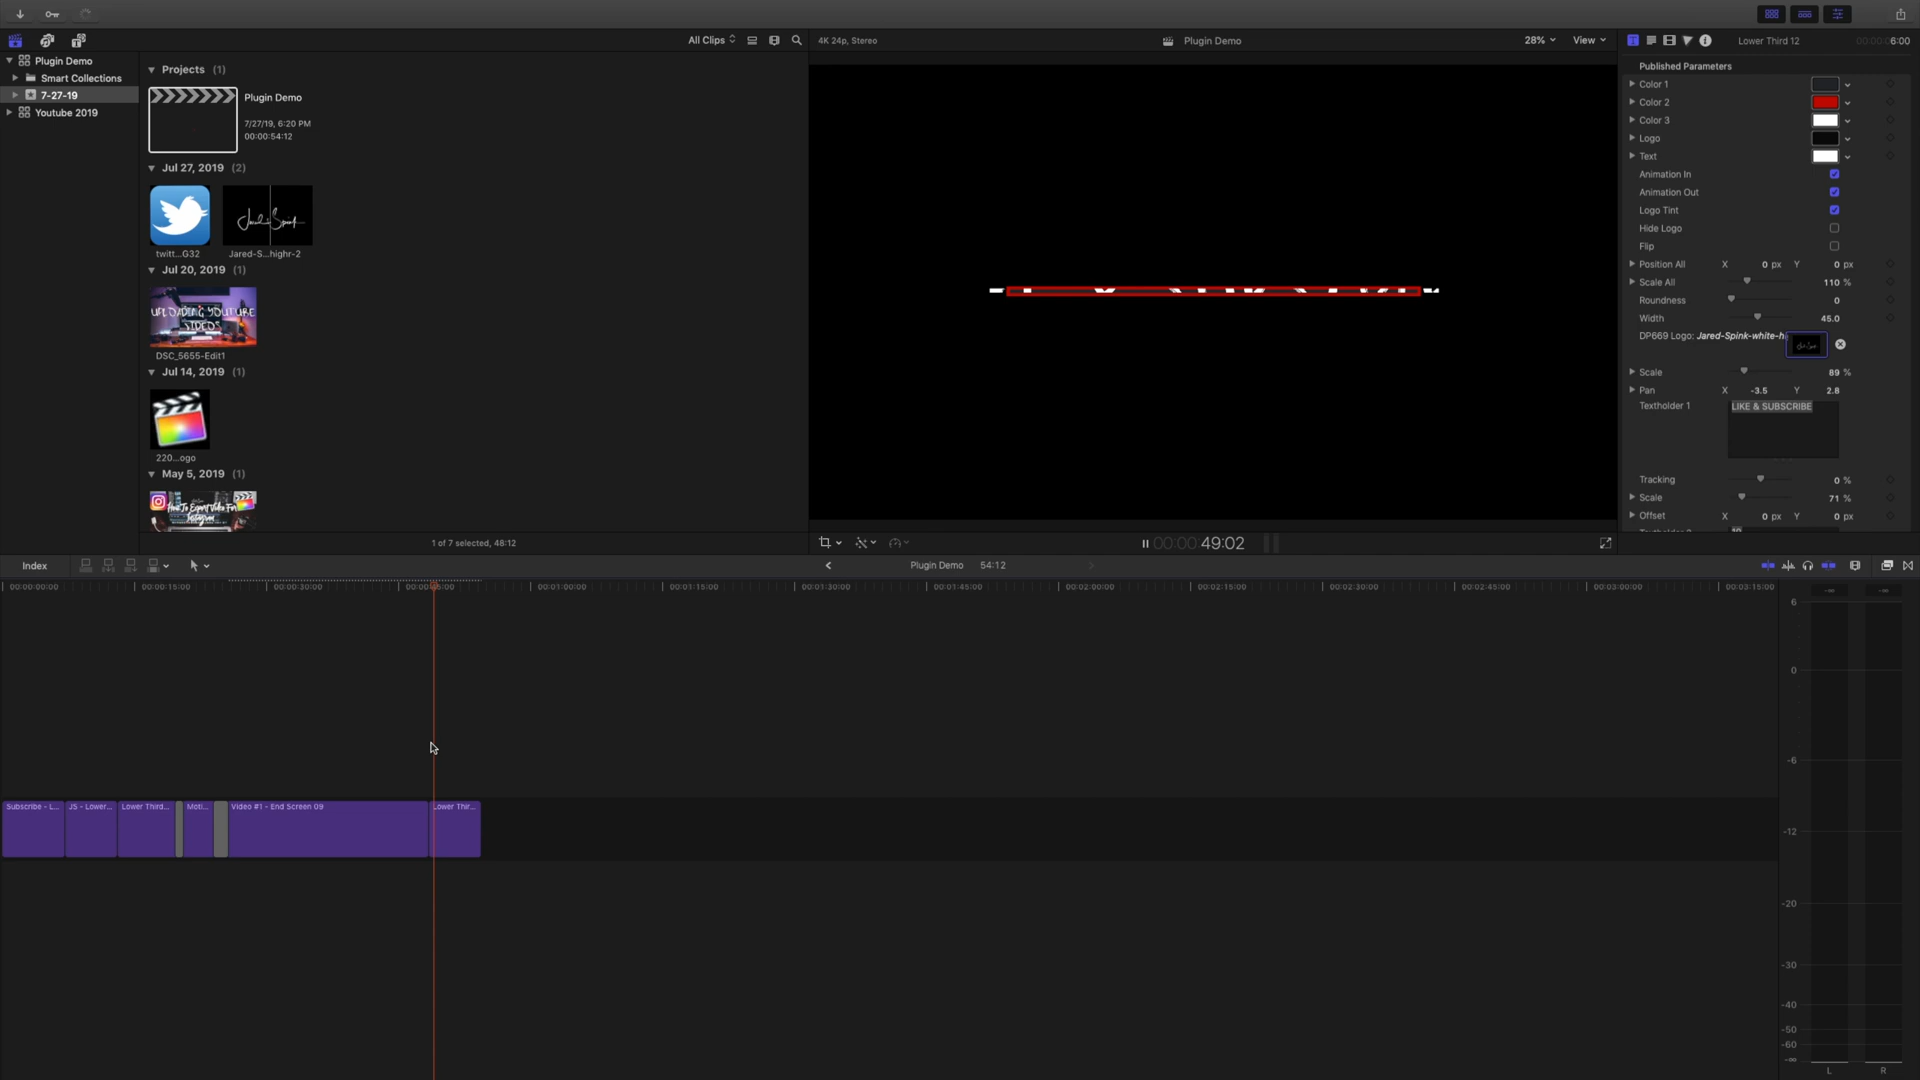 All Clips
4K 24p, Stereo
Plugin Demo
28%
View
Lower Third 12
6:00
Plugin Demo
Smart Collections
7-27-19
Youtube 2019
Projects (1)
Plugin Demo
7/27/19, 6:20 PM
00:00:54:12
Jul 27, 2019 (2)
twitt...G32
Jared-S...highr-2
Jul 20, 2019 (1)
UPLOADING YOUTUBE
VIDEOS
DSC_5655-Edit1
Jul 14, 2019 (1)
220...ogo
May 5, 2019 (1)
How To Export Video For
Instagram
1 of 7 selected, 48:12
00:00:00 49:02
Published Parameters
Color 1
Color 2
Color 3
Logo
Text
Animation In
Animation Out
Logo Tint
Hide Logo
Flip
Position All X 0 px Y 0 px
Scale All 110 %
Roundness 0
Width 45.0
DP669 Logo: Jared-Spink-white-h
Scale 89 %
Pan X -3.5 Y 2.8
Textholder 1 LIKE & SUBSCRIBE
Tracking 0 %
Scale 71 %
Offset X 0 px Y 0 px
Index
Plugin Demo 54:12
00:00:00:00
00:00:15:00
00:00:30:00
00:01:00:00
00:01:15:00
00:01:30:00
00:01:45:00
00:02:00:00
00:02:15:00
00:02:30:00
00:02:45:00
00:03:00:00
00:03:15:00
Subscribe - L...
JS - Lower...
Lower Third...
Moti...
Video #1 - End Screen 09
Lower Thir...
6
0
-6
-12
-20
-30
-40
-50
-60
-∞
L
R